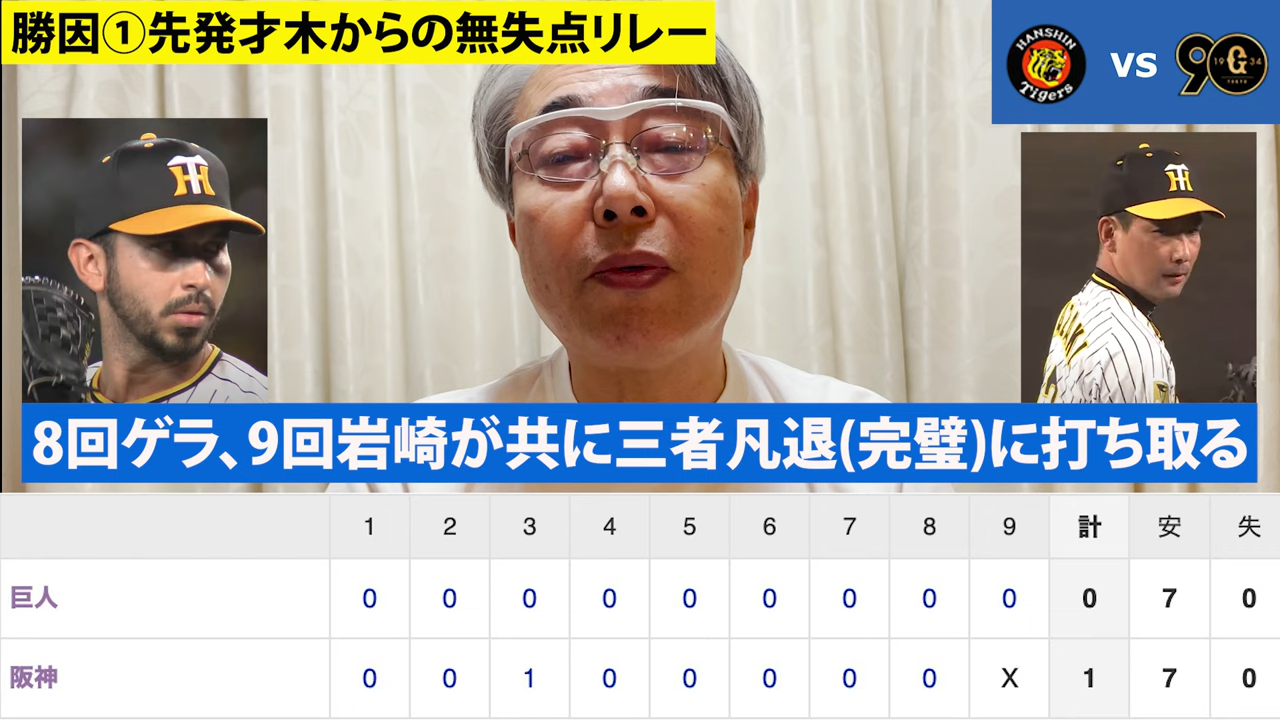 勝因①先発才木からの無失点リレー
HANSHIN
Tigers
VS
90
19 G 34
TOKYO
8回ゲラ、9回岩崎が共に三者凡退(完璧)に打ち取る
1 2 3 4 5 6 7 8 9 計 安 失
巨人 0 0 0 0 0 0 0 0 0 0 7 0
阪神 0 0 1 0 0 0 0 0 X 1 7 0